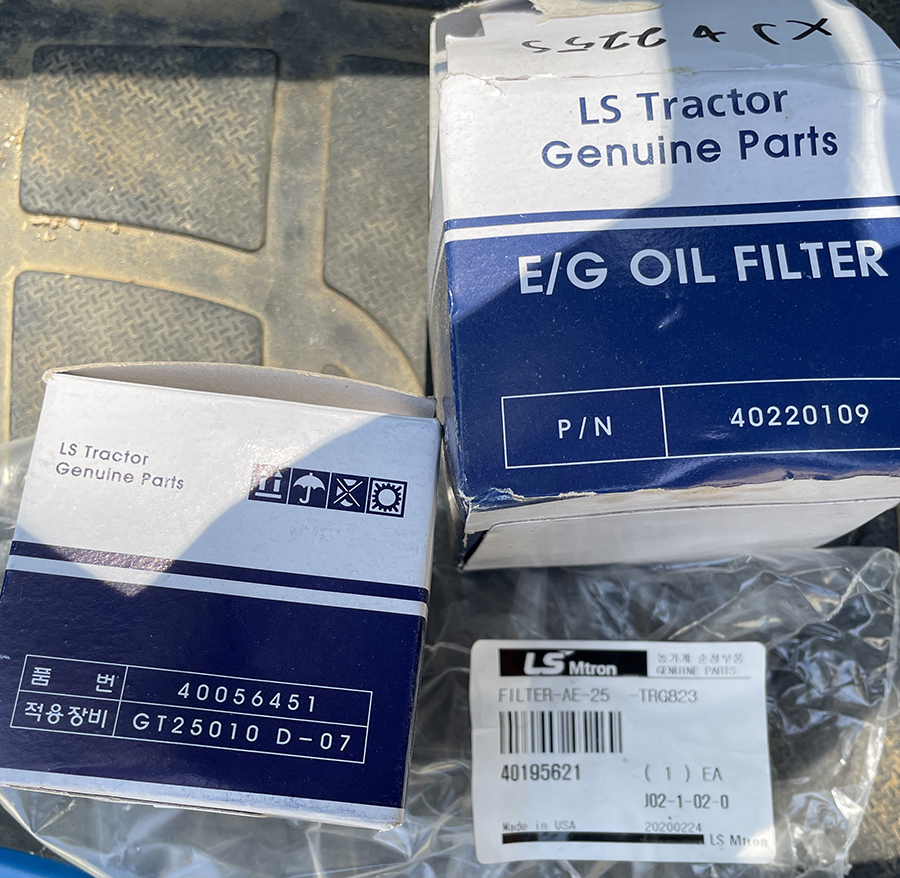 XJ & 2255
LS Tractor
Genuine Parts
E/G OIL FILTER
P/N 40220109
LS Tractor
Genuine Parts
품 번 40056451
적용장비 GT25010 D-07
LS Mtron 농기계 순정부품
GENUINE PARTS
FILTER-AE-25 -TRG823
40195621 ( 1 ) EA
J02-1-02-0
Made in USA 20200224
LS Mtron